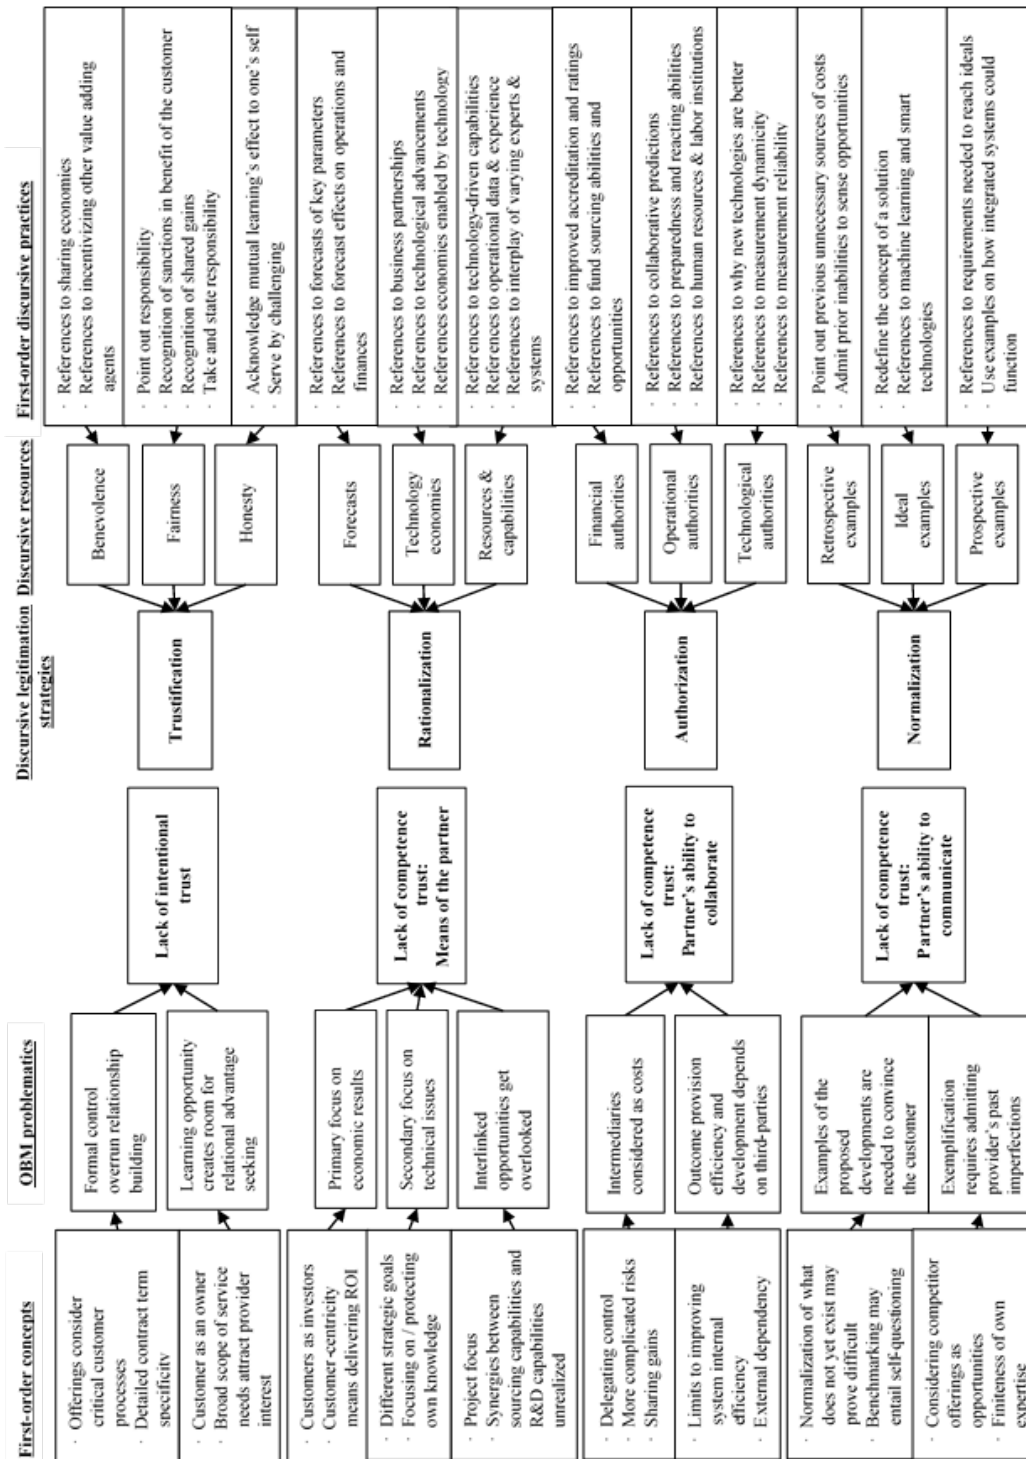 First-order concepts
· Offerings consider
critical customer
processes
· Detailed contract term
specificity
· Customer as an owner
· Broad scope of service
needs attract provider
interest
· Customers as investors
· Customer-centricity
means delivering ROI
· Different strategic goals
· Focusing on / protecting
own knowledge
· Project focus
· Synergies between
sourcing capabilities and
R&D capabilities
unrealized
· Delegating control
· More complicated risks
· Sharing gains
· Limits to improving
system internal
efficiency
· External dependency
· Normalization of what
does not yet exist may
prove difficult
· Benchmarking may
entail self-questioning
· Considering competitor
offerings as
opportunities
· Finiteness of own
expertise
OBM problematics
Formal control
overrun relationship
building
Learning opportunity
creates room for
relational advantage
seeking
Primary focus on
economic results
Secondary focus on
technical issues
Interlinked
opportunities get
overlooked
Intermediaries
considered as costs
Outcome provision
efficiency and
development depends
on third-parties
Examples of the
proposed
developments are
needed to convince
the customer
Exemplification
requires admitting
provider's past
imperfections
Lack of intentional
trust
Lack of competence
trust:
Means of the partner
Lack of competence
trust:
Partner's ability to
collaborate
Lack of competence
trust:
Partner's ability to
communicate
Discursive legitimation
strategies
Trustification
Rationalization
Authorization
Normalization
Discursive resources
Benevolence
Fairness
Honesty
Forecasts
Technology
economies
Resources &
capabilities
Financial
authorities
Operational
authorities
Technological
authorities
Retrospective
examples
Ideal
examples
Prospective
examples
First-order discursive practices
· References to sharing economies
· References to incentivizing other value adding
agents
· Point out responsibility
· Recognition of sanctions in benefit of the customer
· Recognition of shared gains
· Take and state responsibility
· Acknowledge mutual learning's effect to one's self
· Serve by challenging
· References to forecasts of key parameters
· References to forecast effects on operations and
finances
· References to business partnerships
· References to technological advancements
· References economies enabled by technology
· References to technology-driven capabilities
· References to operational data & experience
· References to interplay of varying experts &
systems
· References to improved accreditation and ratings
· References to fund sourcing abilities and
opportunities
· References to collaborative predictions
· References to preparedness and reacting abilities
· References to human resources & labor institutions
· References to why new technologies are better
· References to measurement dynamicity
· References to measurement reliability
· Point out previous unnecessary sources of costs
· Admit prior inabilities to sense opportunities
· Redefine the concept of a solution
· References to machine learning and smart
technologies
· References to requirements needed to reach ideals
· Use examples on how integrated systems could
function